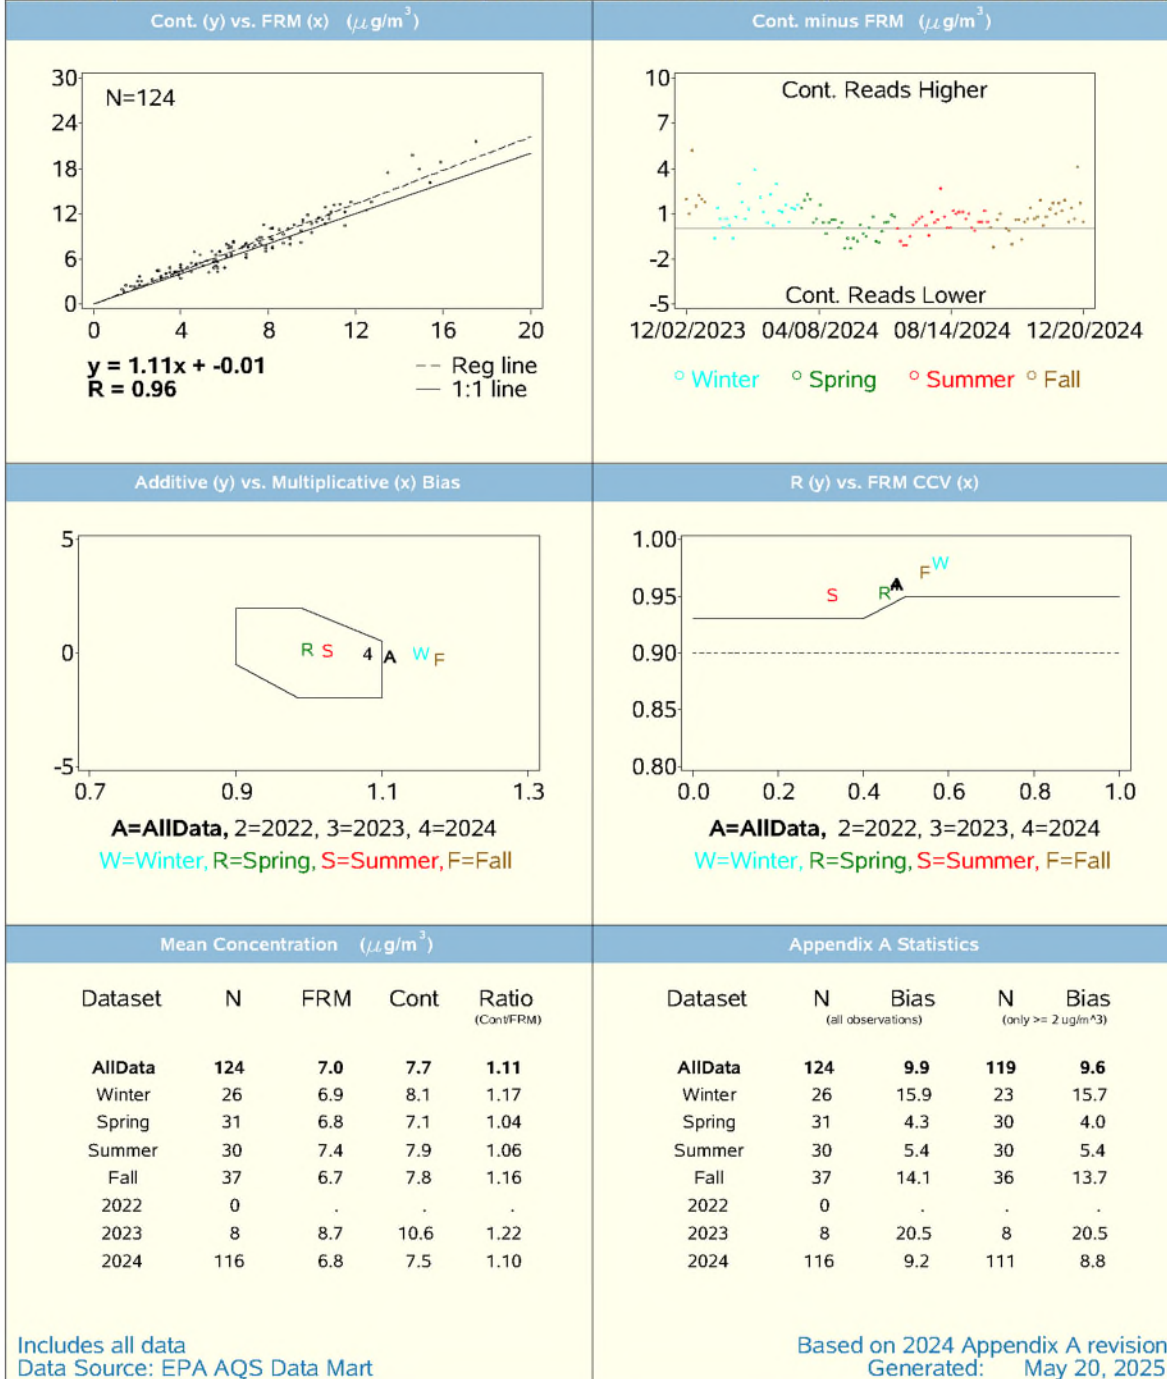 Cont. (y) vs. FRM (x) (μg/m³)
30
24
18
12
6
0
N=124
0 4 8 12 16 20
y = 1.11x + -0.01
R = 0.96
Reg line
1:1 line
Cont. minus FRM (μg/m³)
10
7
4
1
-2
-5
Cont. Reads Higher
Cont. Reads Lower
12/02/2023 04/08/2024 08/14/2024 12/20/2024
Winter Spring Summer Fall
Additive (y) vs. Multiplicative (x) Bias
5
0
-5
R S 4 A W F
0.7 0.9 1.1 1.3
A=AllData, 2=2022, 3=2023, 4=2024
W=Winter, R=Spring, S=Summer, F=Fall
R (y) vs. FRM CCV (x)
1.00
0.95
0.90
0.85
0.80
S R A F W
0.0 0.2 0.4 0.6 0.8 1.0
A=AllData, 2=2022, 3=2023, 4=2024
W=Winter, R=Spring, S=Summer, F=Fall
Mean Concentration (μg/m³)
Dataset N FRM Cont Ratio
(Cont/FRM)
AllData 124 7.0 7.7 1.11
Winter 26 6.9 8.1 1.17
Spring 31 6.8 7.1 1.04
Summer 30 7.4 7.9 1.06
Fall 37 6.7 7.8 1.16
2022 0 . . .
2023 8 8.7 10.6 1.22
2024 116 6.8 7.5 1.10
Includes all data
Data Source: EPA AQS Data Mart
Appendix A Statistics
Dataset N Bias N Bias
(all observations) (only >= 2 ug/m^3)
AllData 124 9.9 119 9.6
Winter 26 15.9 23 15.7
Spring 31 4.3 30 4.0
Summer 30 5.4 30 5.4
Fall 37 14.1 36 13.7
2022 0 . . .
2023 8 20.5 8 20.5
2024 116 9.2 111 8.8
Based on 2024 Appendix A revision
Generated: May 20, 2025